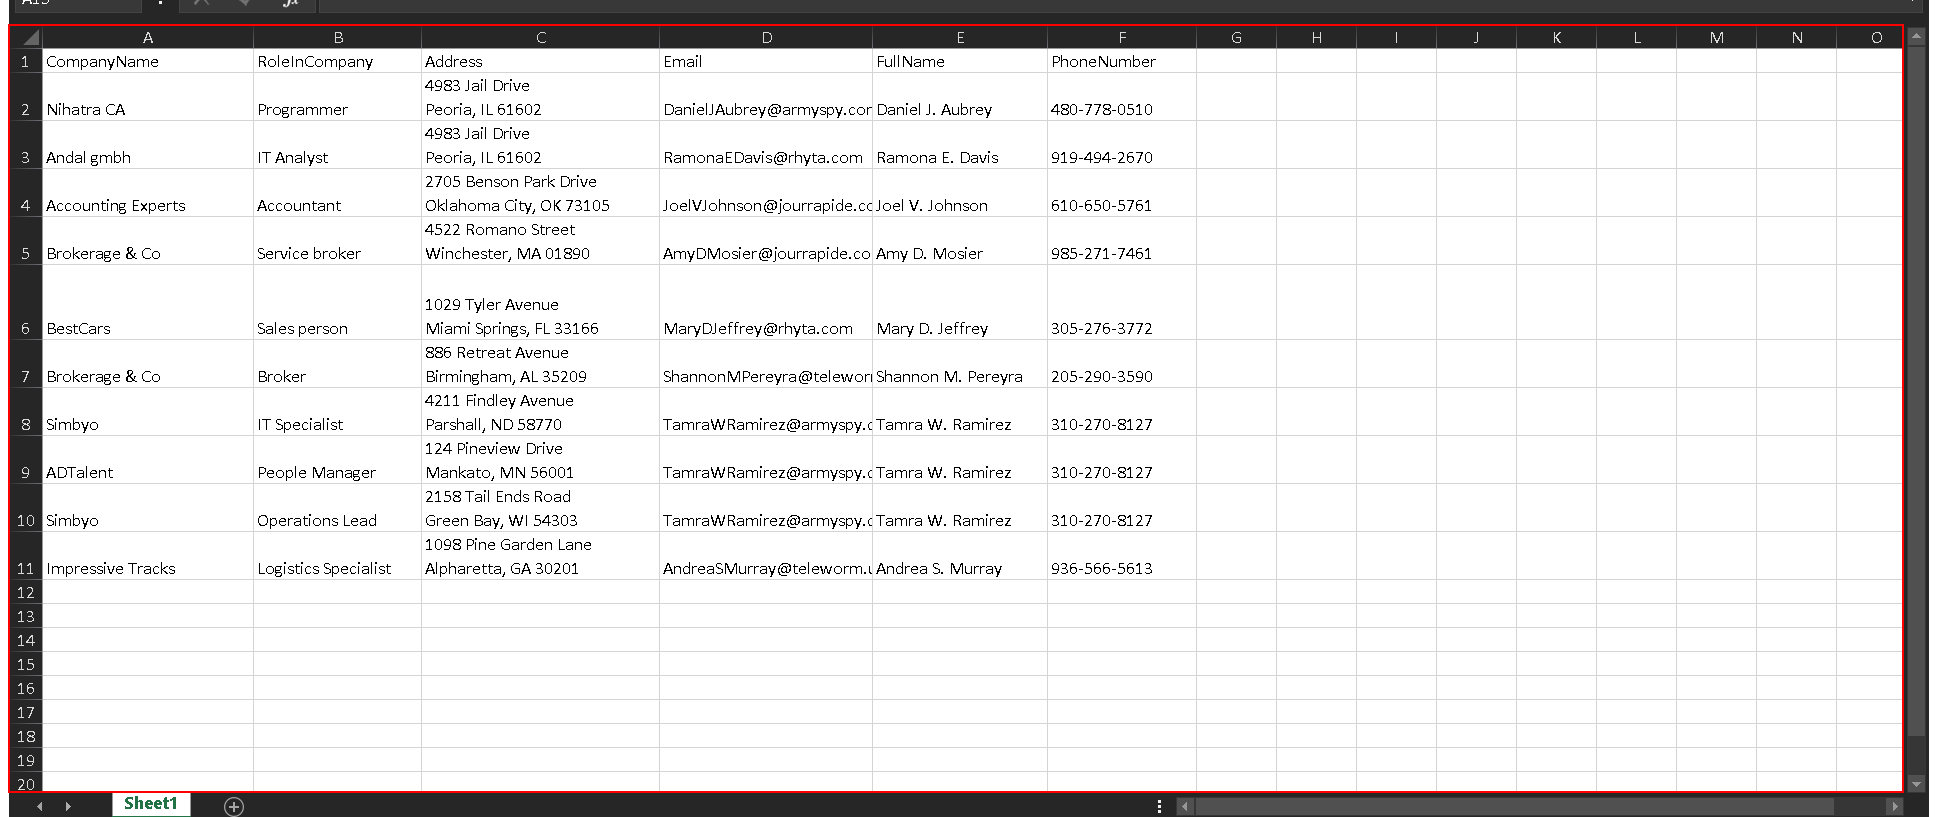 A B C D E F G H I J K L M N O
1 CompanyName RoleInCompany Address Email FullName PhoneNumber
4983 Jail Drive
2 Nihatra CA Programmer Peoria, IL 61602 DanielJAubrey@armyspy.com Daniel J. Aubrey 480-778-0510
4983 Jail Drive
3 Andal gmbh IT Analyst Peoria, IL 61602 RamonaEDavis@rhyta.com Ramona E. Davis 919-494-2670
2705 Benson Park Drive
4 Accounting Experts Accountant Oklahoma City, OK 73105 JoelVJohnson@jourrapide.co Joel V. Johnson 610-650-5761
4522 Romano Street
5 Brokerage & Co Service broker Winchester, MA 01890 AmyDMosier@jourrapide.co Amy D. Mosier 985-271-7461
1029 Tyler Avenue
6 BestCars Sales person Miami Springs, FL 33166 MaryDJeffrey@rhyta.com Mary D. Jeffrey 305-276-3772
886 Retreat Avenue
7 Brokerage & Co Broker Birmingham, AL 35209 ShannonMPereyra@teleworm Shannon M. Pereyra 205-290-3590
4211 Findley Avenue
8 Simbyo IT Specialist Parshall, ND 58770 TamraWRamirez@armyspy.c Tamra W. Ramirez 310-270-8127
124 Pineview Drive
9 ADTalent People Manager Mankato, MN 56001 TamraWRamirez@armyspy.c Tamra W. Ramirez 310-270-8127
2158 Tail Ends Road
10 Simbyo Operations Lead Green Bay, WI 54303 TamraWRamirez@armyspy.c Tamra W. Ramirez 310-270-8127
1098 Pine Garden Lane
11 Impressive Tracks Logistics Specialist Alpharetta, GA 30201 AndreaSMurray@teleworm.u Andrea S. Murray 936-566-5613
12
13
14
15
16
17
18
19
20
Sheet1